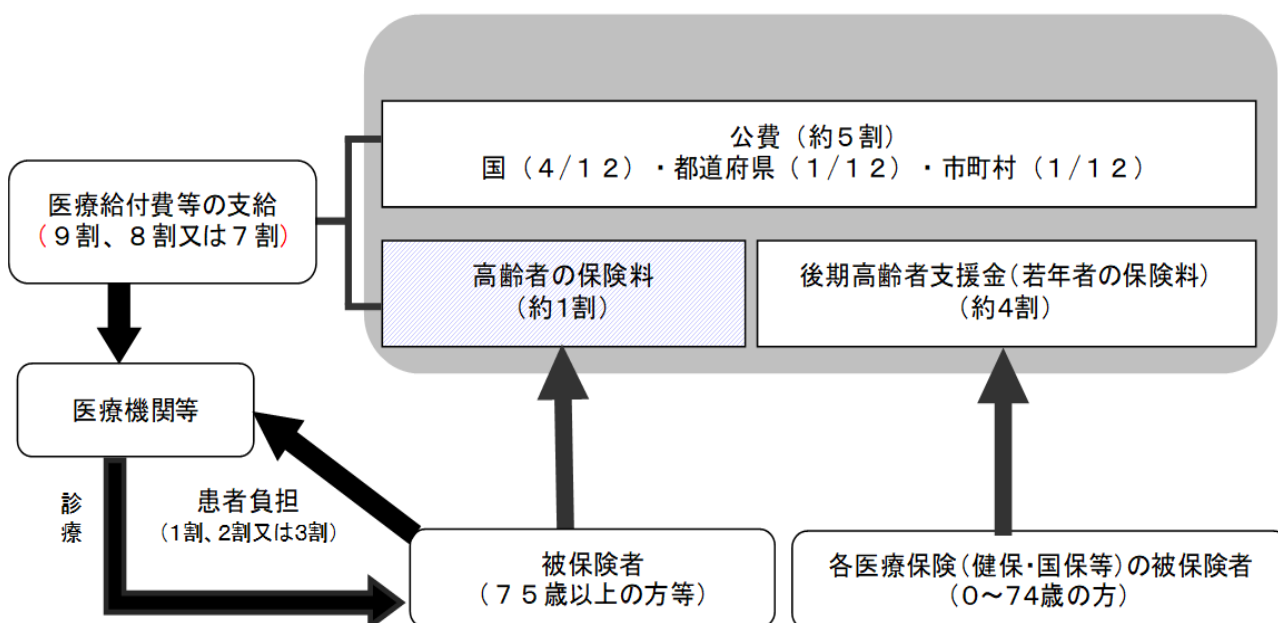 公費（約５割）
国（４/１２）・都道府県（１/１２）・市町村（１/１２）
医療給付費等の支給
（９割、８割又は７割）
高齢者の保険料
（約1割）
後期高齢者支援金（若年者の保険料）
（約4割）
医療機関等
診療
患者負担
（1割、2割又は3割）
被保険者
（７５歳以上の方等）
各医療保険（健保・国保等）の被保険者
（0～74歳の方）